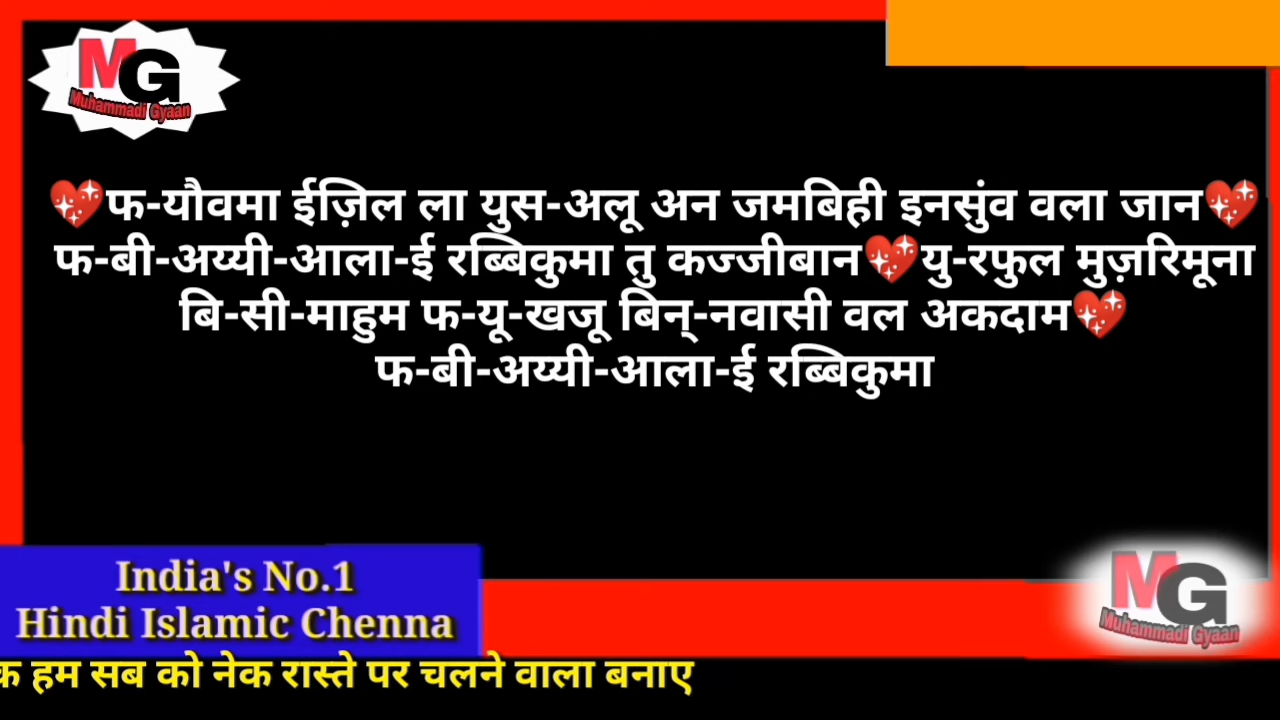 MG
Muhammadi Gyaan
💖फ-यौवमा ईज़िल ला युस-अलू अन जमबिही इनसुंव वला जान💖
फ-बी-अय्यी-आला-ई रब्बिकुमा तु कज्जीबान💖यु-रफुल मुज़रिमूना
बि-सी-माहुम फ-यू-खजू बिन्-नवासी वल अकदाम💖
फ-बी-अय्यी-आला-ई रब्बिकुमा
India's No.1
Hindi Islamic Chenna
MG
Muhammadi Gyaan
क हम सब को नेक रास्ते पर चलने वाला बनाए